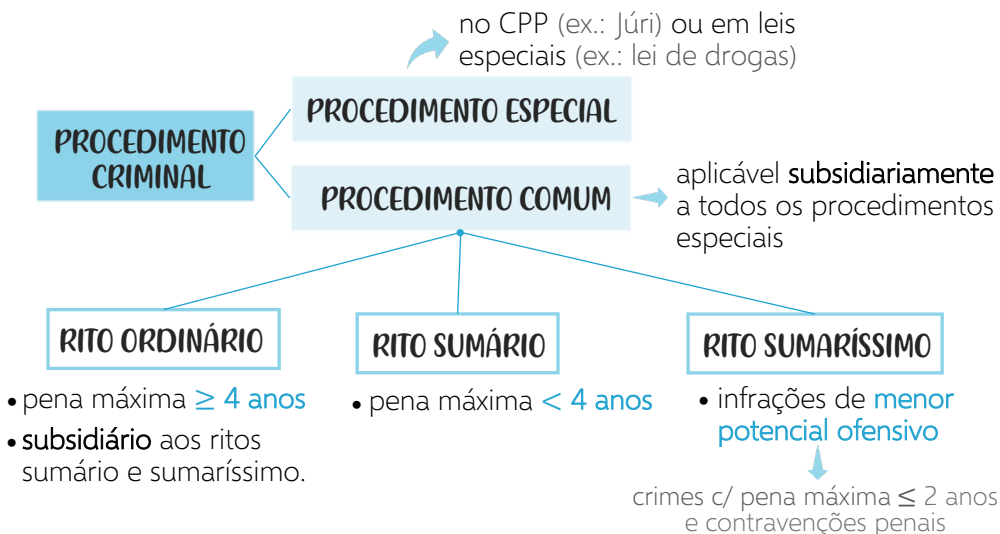 no CPP (ex.: Júri) ou em leis
especiais (ex.: lei de drogas)
PROCEDIMENTO ESPECIAL
PROCEDIMENTO
CRIMINAL
PROCEDIMENTO COMUM
aplicável subsidiariamente
a todos os procedimentos
especiais
RITO ORDINÁRIO
• pena máxima ≥ 4 anos
• subsidiário aos ritos
sumário e sumaríssimo.
RITO SUMÁRIO
• pena máxima < 4 anos
RITO SUMARÍSSIMO
• infrações de menor
potencial ofensivo
crimes c/ pena máxima ≤ 2 anos
e contravenções penais